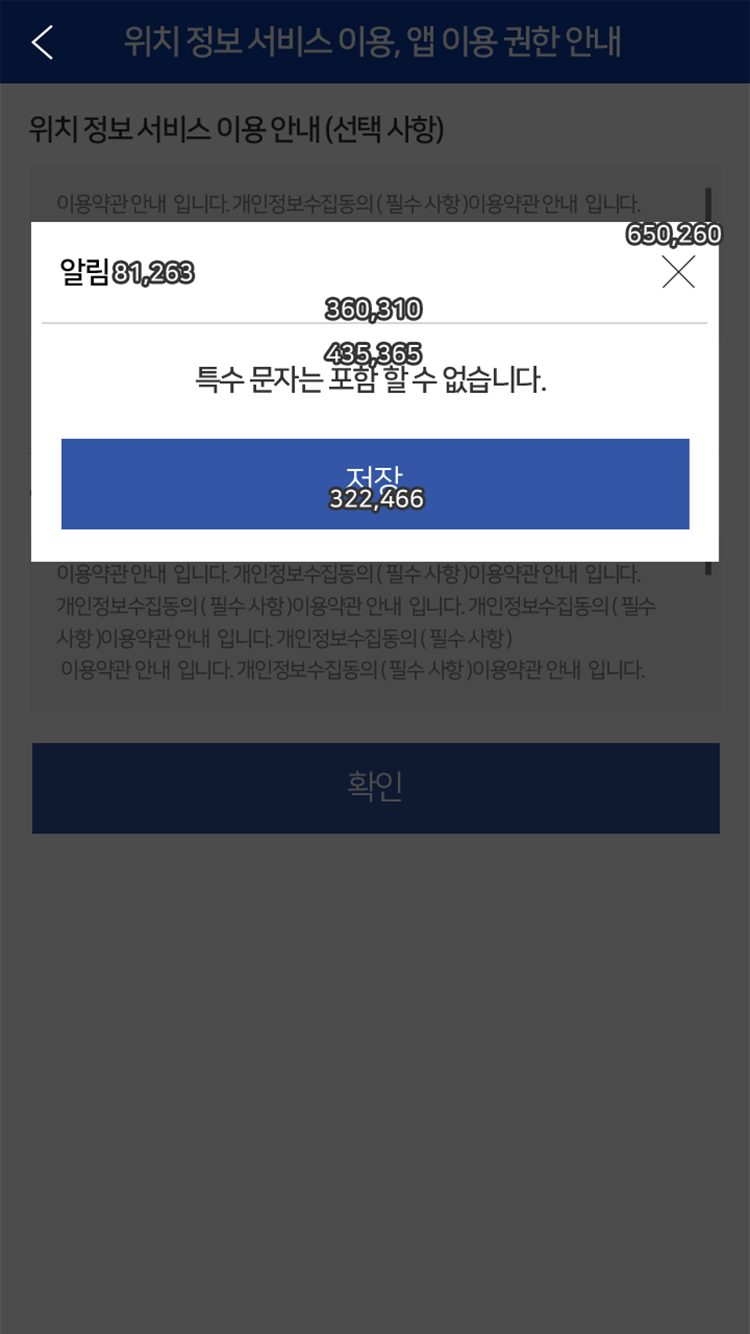 위치 정보 서비스 이용, 앱 이용 권한 안내
위치 정보 서비스 이용 안내 (선택 사항)
이용약관 안내 입니다. 개인정보수집동의 ( 필수 사항 )이용약관 안내 입니다.
650,260
알림 81,263
360,310
435,365
특수 문자는 포함 할 수 없습니다.
저장
322,466
이용약관 안내 입니다. 개인정보수집동의 ( 필수 사항 )이용약관 안내 입니다.
개인정보수집동의 ( 필수 사항 )이용약관 안내 입니다. 개인정보수집동의 ( 필수
사항 )이용약관 안내 입니다. 개인정보수집동의 ( 필수 사항 )
이용약관 안내 입니다. 개인정보수집동의 ( 필수 사항 )이용약관 안내 입니다.
확인